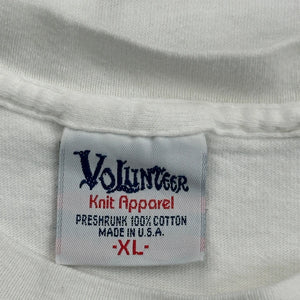 Volunteer
Knit Apparel
PRESHRUNK 100% COTTON
MADE IN U.S.A.
-XL-